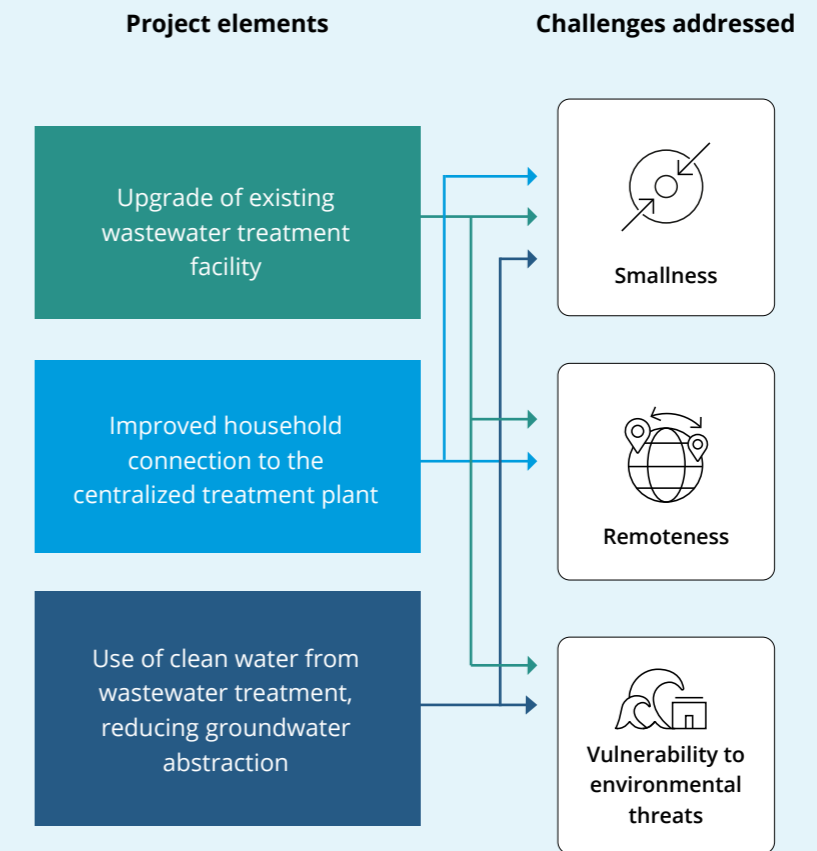 Project elements
Challenges addressed
Upgrade of existing
wastewater treatment
facility
Smallness
Improved household
connection to the
centralized treatment plant
Remoteness
Use of clean water from
wastewater treatment,
reducing groundwater
abstraction
Vulnerability to
environmental
threats